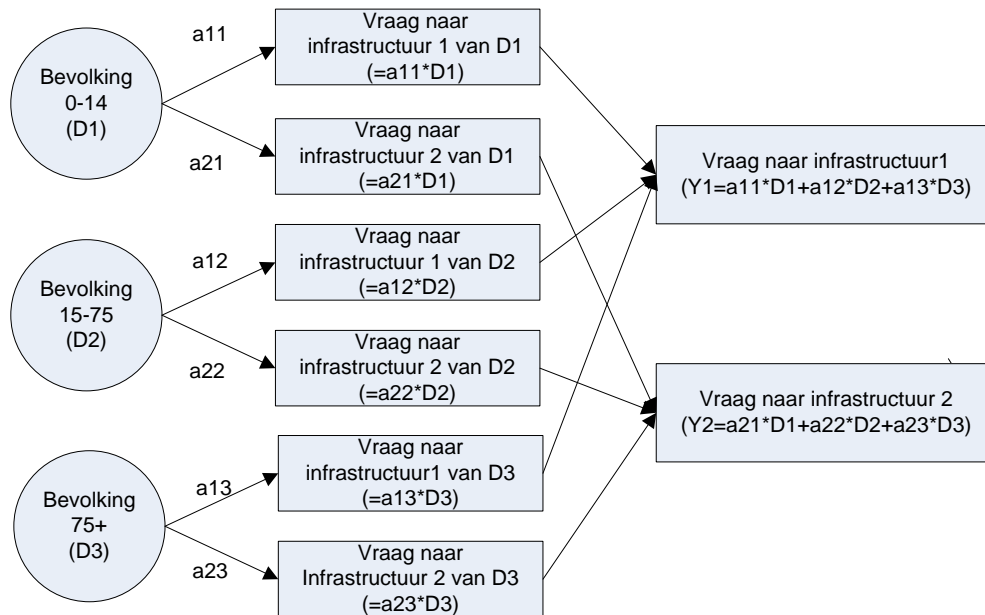 a11
Vraag naar
infrastructuur 1 van D1
(=a11*D1)
Bevolking
0-14
(D1)
a21
Vraag naar
infrastructuur 2 van D1
(=a21*D1)
Vraag naar infrastructuur1
(Y1=a11*D1+a12*D2+a13*D3)
a12
Vraag naar
infrastructuur 1 van D2
(=a12*D2)
Bevolking
15-75
(D2)
a22
Vraag naar
infrastructuur 2 van D2
(=a22*D2)
Vraag naar infrastructuur 2
(Y2=a21*D1+a22*D2+a23*D3)
a13
Vraag naar
infrastructuur1 van D3
(=a13*D3)
Bevolking
75+
(D3)
a23
Vraag naar
Infrastructuur 2 van D3
(=a23*D3)